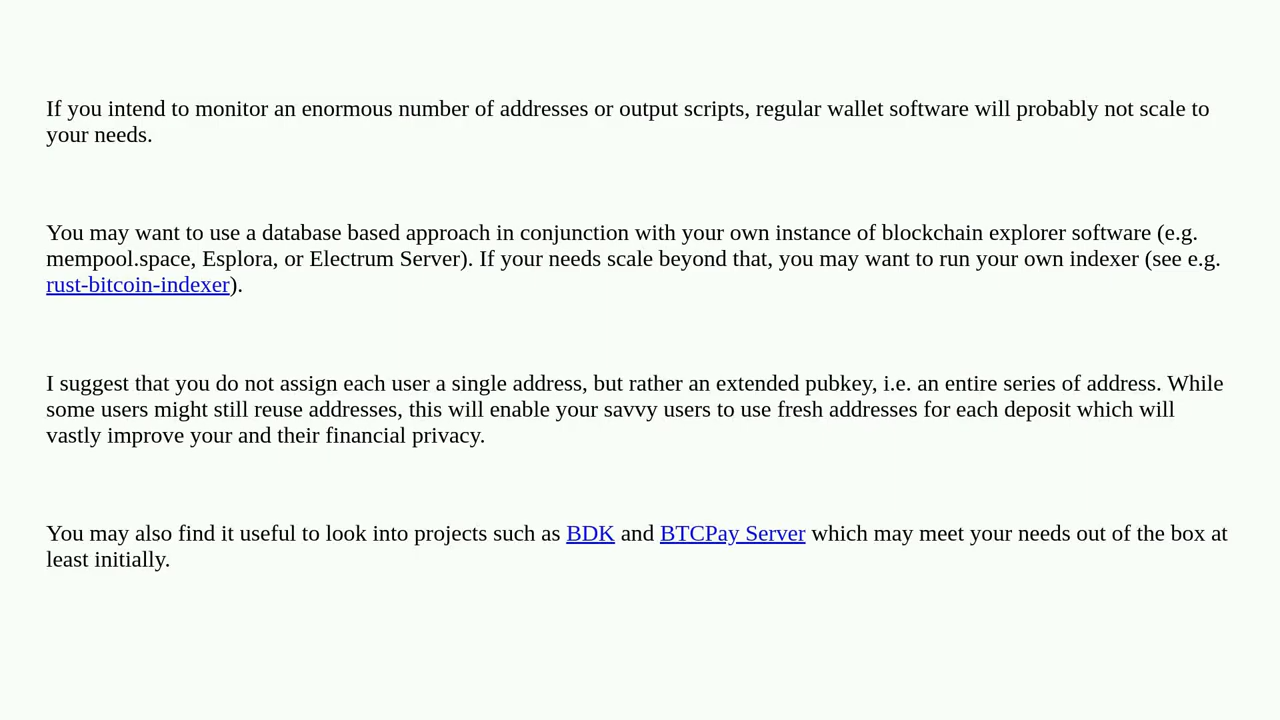 If you intend to monitor an enormous number of addresses or output scripts, regular wallet software will probably not scale to
your needs.
You may want to use a database based approach in conjunction with your own instance of blockchain explorer software (e.g.
mempool.space, Esplora, or Electrum Server). If your needs scale beyond that, you may want to run your own indexer (see e.g.
rust-bitcoin-indexer).
I suggest that you do not assign each user a single address, but rather an extended pubkey, i.e. an entire series of address. While
some users might still reuse addresses, this will enable your savvy users to use fresh addresses for each deposit which will
vastly improve your and their financial privacy.
You may also find it useful to look into projects such as BDK and BTCPay Server which may meet your needs out of the box at
least initially.